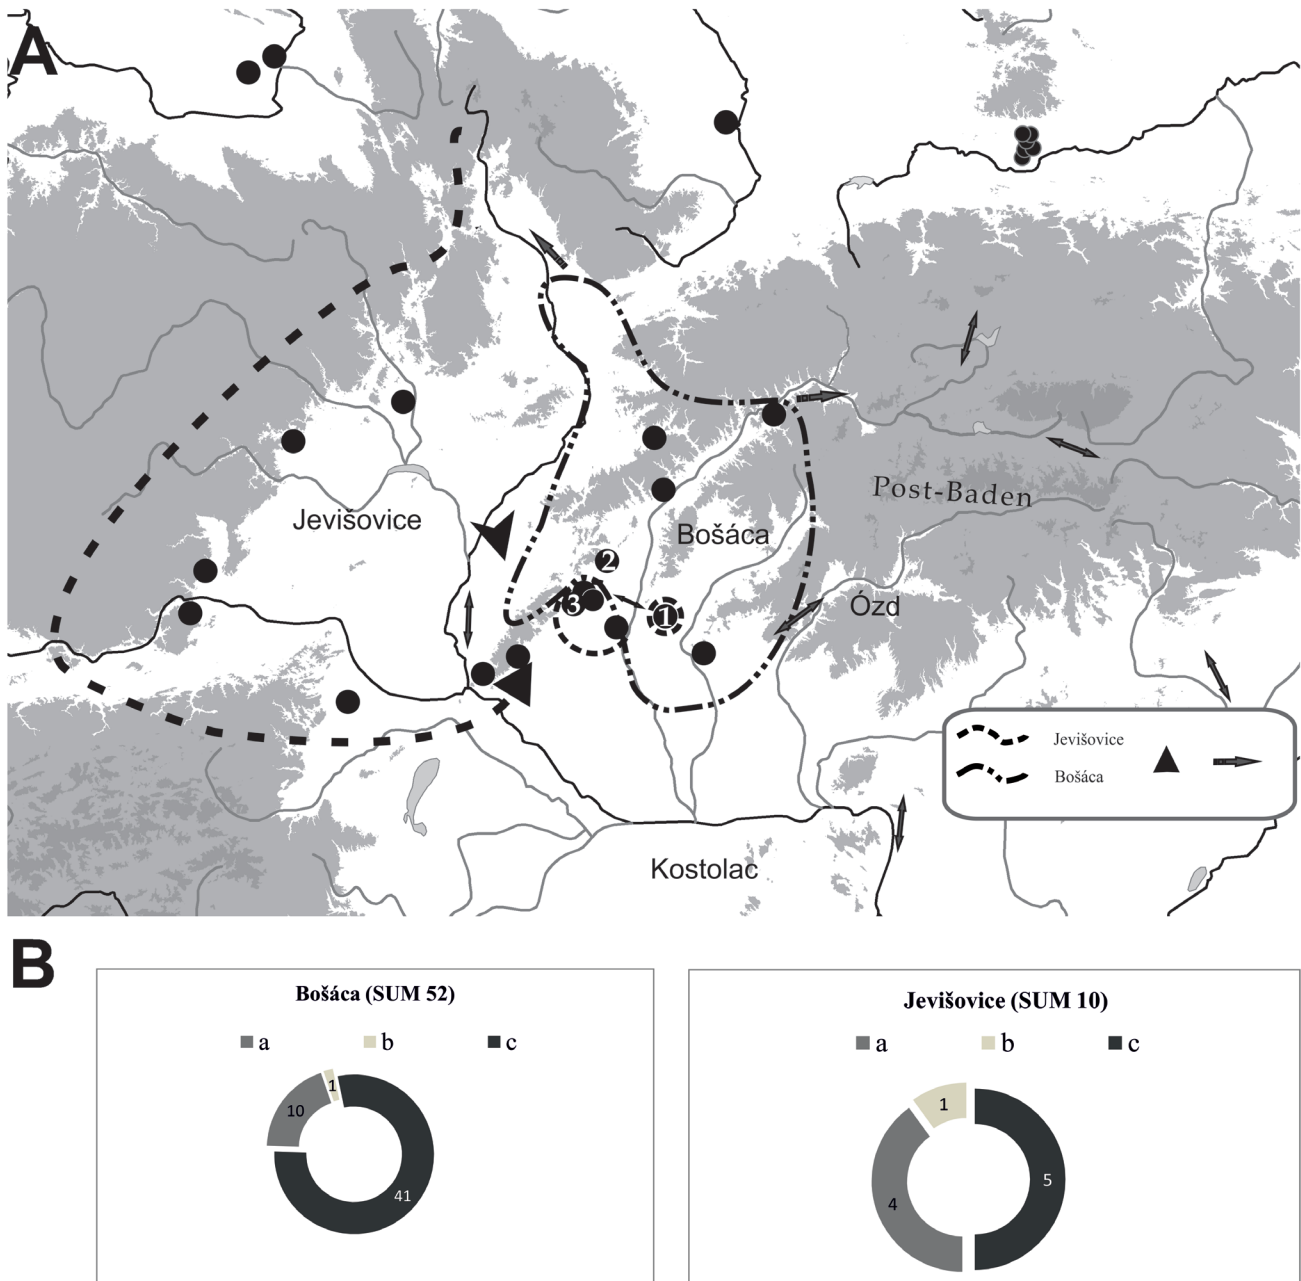 A
Jevišovice
Bošáca
Post-Baden
2
3
1
Ózd
Jevišovice
Bošáca
Kostolac
B
Bošáca (SUM 52)
a b c
1
10
41
Jevišovice (SUM 10)
a b c
1
5
4